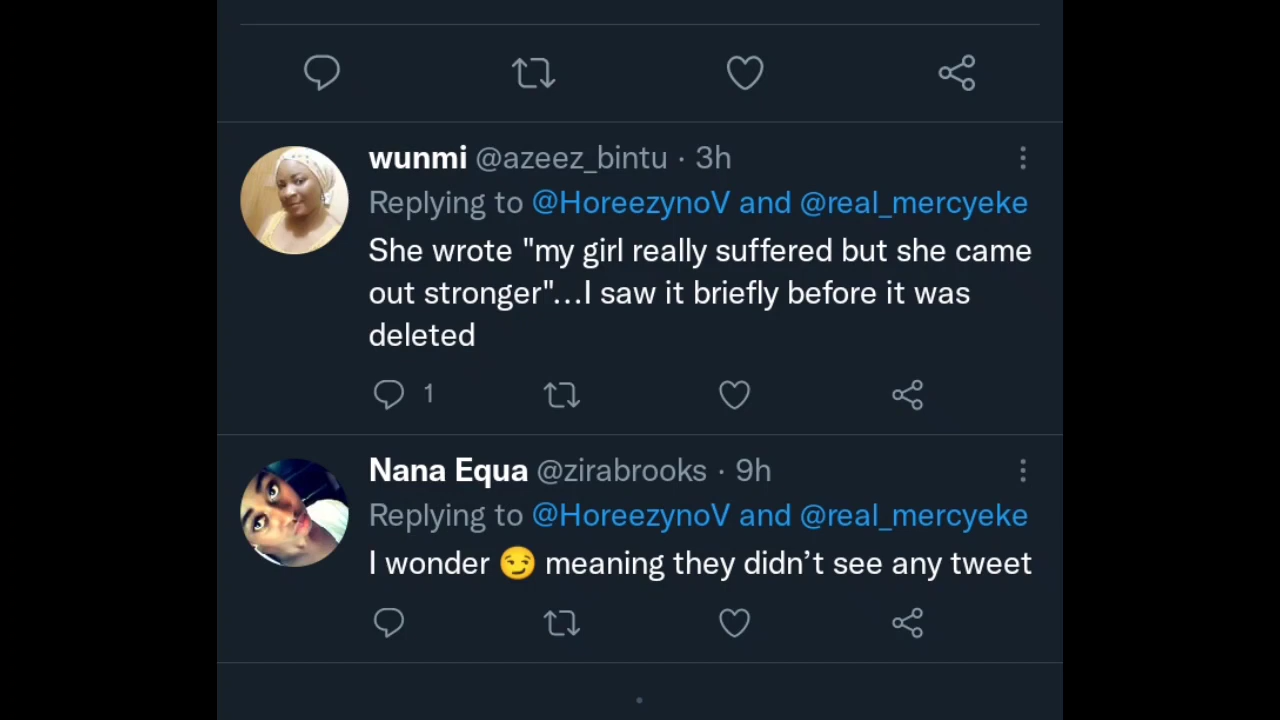 wunmi @azeez_bintu · 3h
Replying to @HoreezynoV and @real_mercyeke
She wrote "my girl really suffered but she came
out stronger"...I saw it briefly before it was
deleted
1
Nana Equa @zirabrooks · 9h
Replying to @HoreezynoV and @real_mercyeke
I wonder 😏 meaning they didn’t see any tweet